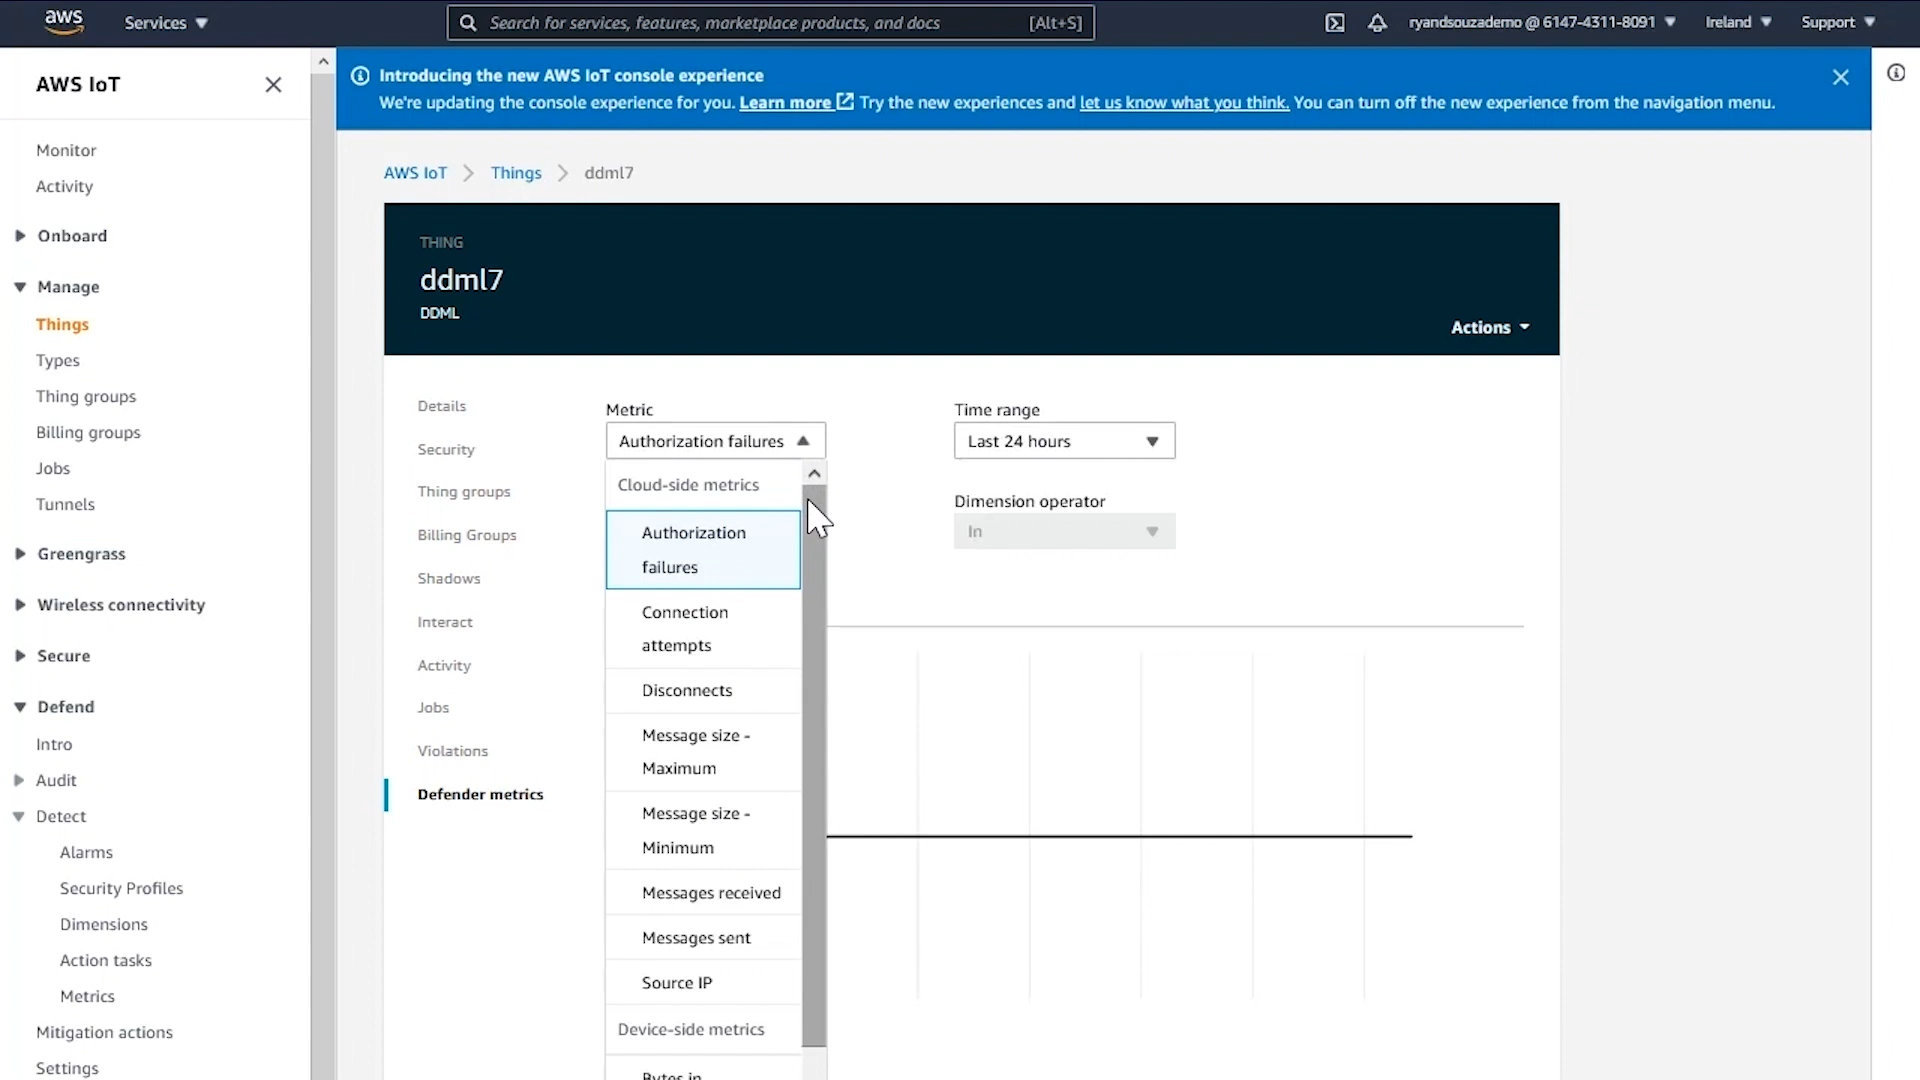 aws
Services
Search for services, features, marketplace products, and docs
[Alt+S]
ryandsouzademo @ 6147-4311-8091
Ireland
Support
AWS IoT
Monitor
Activity
Onboard
Manage
Things
Types
Thing groups
Billing groups
Jobs
Tunnels
Greengrass
Wireless connectivity
Secure
Defend
Intro
Audit
Detect
Alarms
Security Profiles
Dimensions
Action tasks
Metrics
Mitigation actions
Settings
Introducing the new AWS IoT console experience
We're updating the console experience for you. Learn more Try the new experiences and let us know what you think. You can turn off the new experience from the navigation menu.
AWS IoT
Things
ddml7
THING
ddml7
DDML
Actions
Details
Security
Thing groups
Billing Groups
Shadows
Interact
Activity
Jobs
Violations
Defender metrics
Metric
Authorization failures
Cloud-side metrics
Authorization
failures
Connection
attempts
Disconnects
Message size -
Maximum
Message size -
Minimum
Messages received
Messages sent
Source IP
Device-side metrics
Bytes in
Time range
Last 24 hours
Dimension operator
In